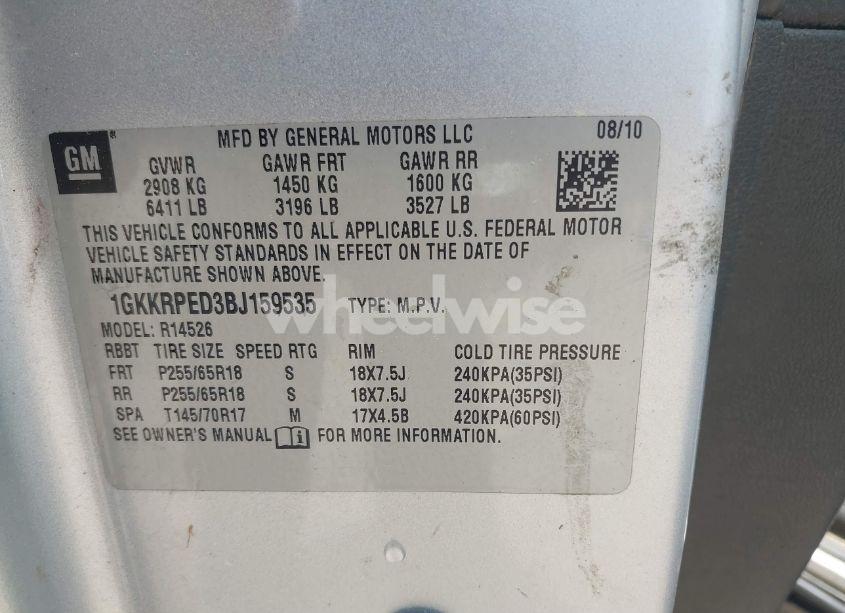 GM
MFD BY GENERAL MOTORS LLC 08/10
GVWR GAWR FRT GAWR RR
2908 KG 1450 KG 1600 KG
6411 LB 3196 LB 3527 LB
THIS VEHICLE CONFORMS TO ALL APPLICABLE U.S. FEDERAL MOTOR
VEHICLE SAFETY STANDARDS IN EFFECT ON THE DATE OF
MANUFACTURE SHOWN ABOVE.
1GKKRPED3BJ159535 TYPE: M.P.V.
wheelwise
MODEL: R14526
RBBT TIRE SIZE SPEED RTG RIM COLD TIRE PRESSURE
FRT P255/65R18 S 18X7.5J 240KPA(35PSI)
RR P255/65R18 S 18X7.5J 240KPA(35PSI)
SPA T145/70R17 M 17X4.5B 420KPA(60PSI)
SEE OWNER'S MANUAL FOR MORE INFORMATION.